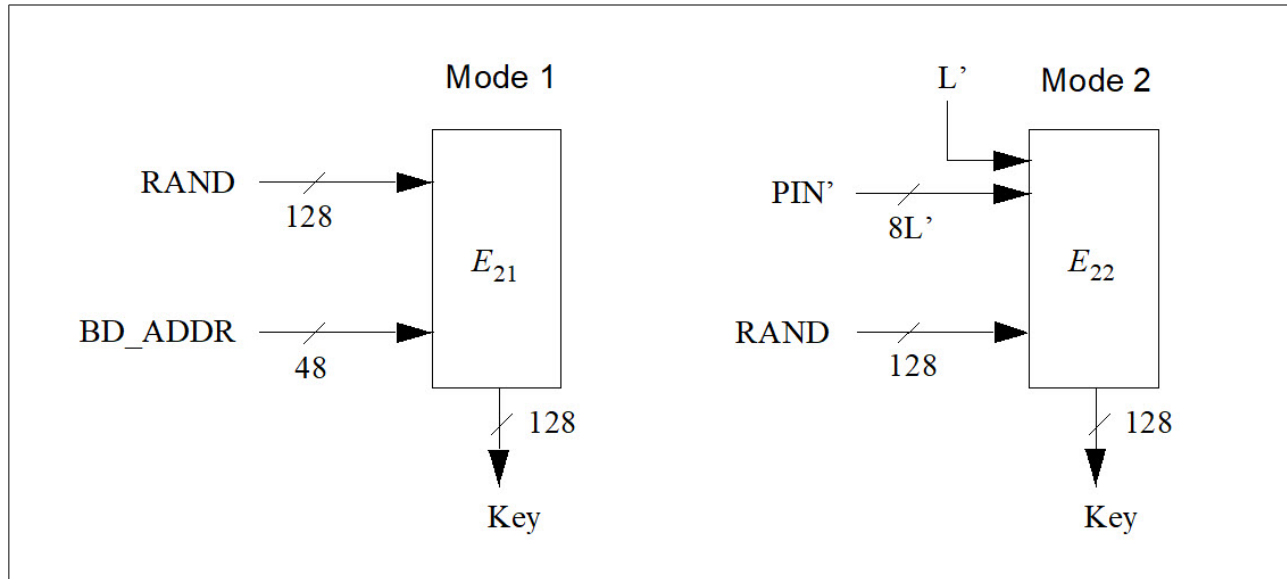 Mode 1
RAND
128
E21
BD_ADDR
48
128
Key
L’
Mode 2
PIN’
8L’
E22
RAND
128
128
Key